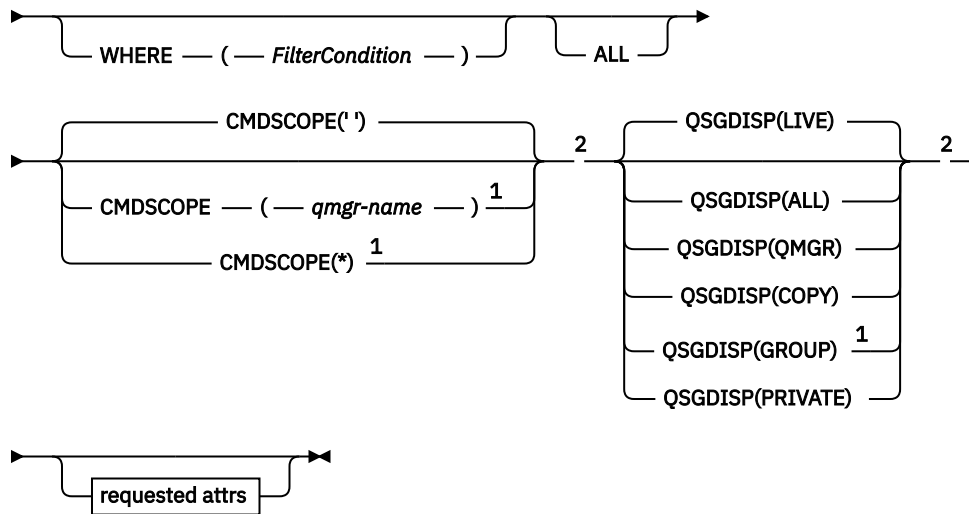 WHERE ( FilterCondition ) ALL
CMDSCOPE(' ') 2 QSGDISP(LIVE) 2
CMDSCOPE ( qmgr-name ) 1 QSGDISP(ALL)
CMDSCOPE(*) 1 QSGDISP(QMGR)
QSGDISP(COPY)
QSGDISP(GROUP) 1
QSGDISP(PRIVATE)
requested attrs